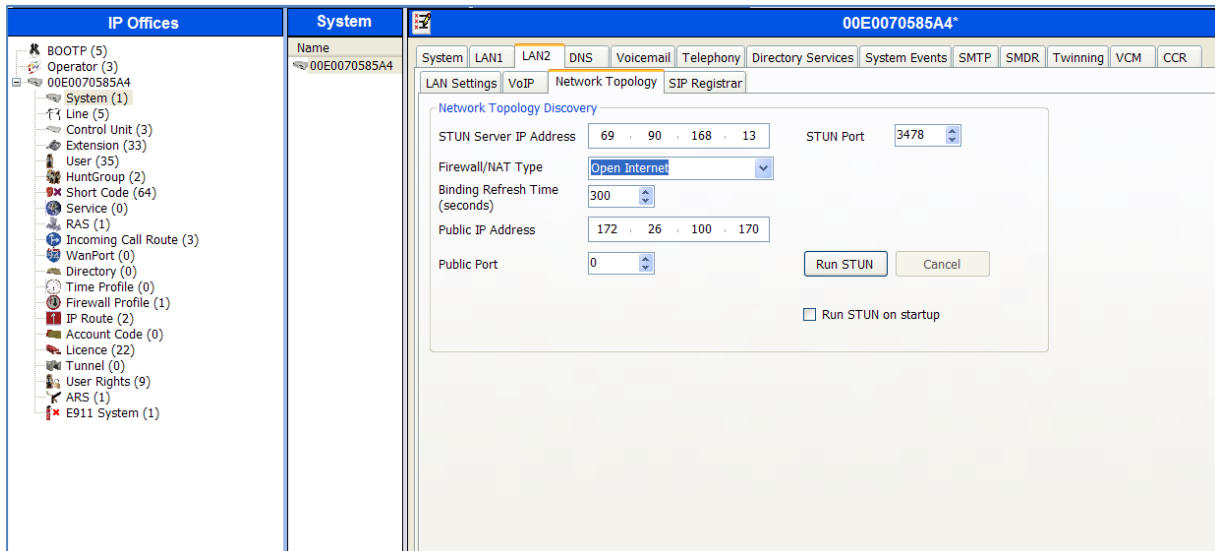 IP Offices
BOOTP (5)
Operator (3)
00E0070585A4
System (1)
Line (5)
Control Unit (3)
Extension (33)
User (35)
HuntGroup (2)
Short Code (64)
Service (0)
RAS (1)
Incoming Call Route (3)
WanPort (0)
Directory (0)
Time Profile (0)
Firewall Profile (1)
IP Route (2)
Account Code (0)
Licence (22)
Tunnel (0)
User Rights (9)
ARS (1)
E911 System (1)
System
Name
00E0070585A4
00E0070585A4*
System LAN1 LAN2 DNS Voicemail Telephony Directory Services System Events SMTP SMDR Twinning VCM CCR
LAN Settings VoIP Network Topology SIP Registrar
Network Topology Discovery
STUN Server IP Address 69 . 90 . 168 . 13 STUN Port 3478
Firewall/NAT Type Open Internet
Binding Refresh Time
(seconds) 300
Public IP Address 172 . 26 . 100 . 170
Public Port 0 Run STUN Cancel
Run STUN on startup